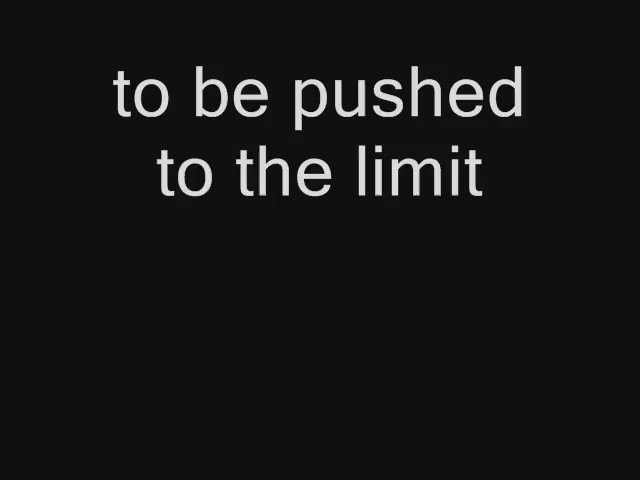 to be pushed
to the limit